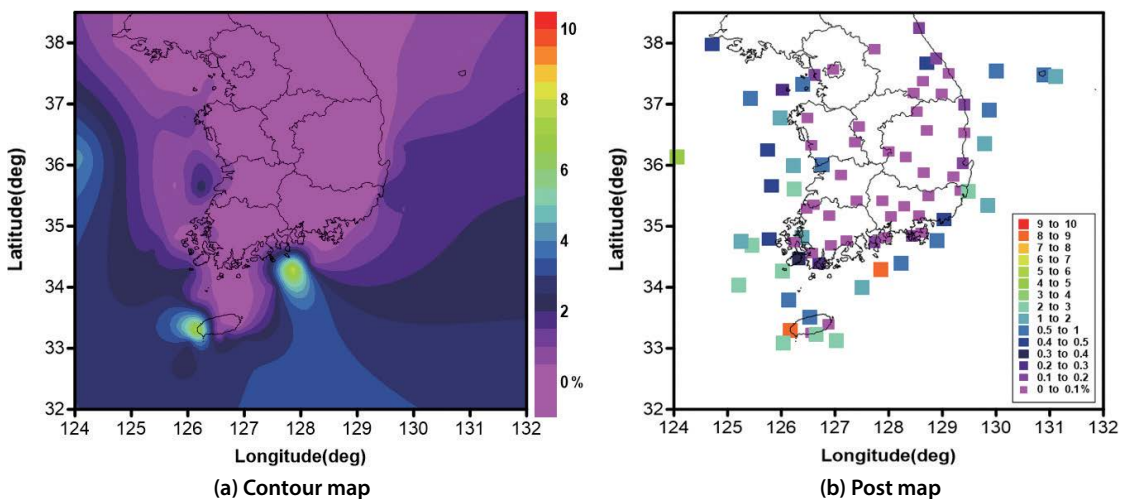 38
37
36
35
34
33
32
Latitude(deg)
124 125 126 127 128 129 130 131 132
Longitude(deg)
10
8
6
4
2
0 %
(a) Contour map
38
37
36
35
34
33
32
Latitude(deg)
9 to 10
8 to 9
7 to 8
6 to 7
5 to 6
4 to 5
3 to 4
2 to 3
1 to 2
0.5 to 1
0.4 to 0.5
0.3 to 0.4
0.2 to 0.3
0.1 to 0.2
0 to 0.1%
124 125 126 127 128 129 130 131 132
Longitude(deg)
(b) Post map